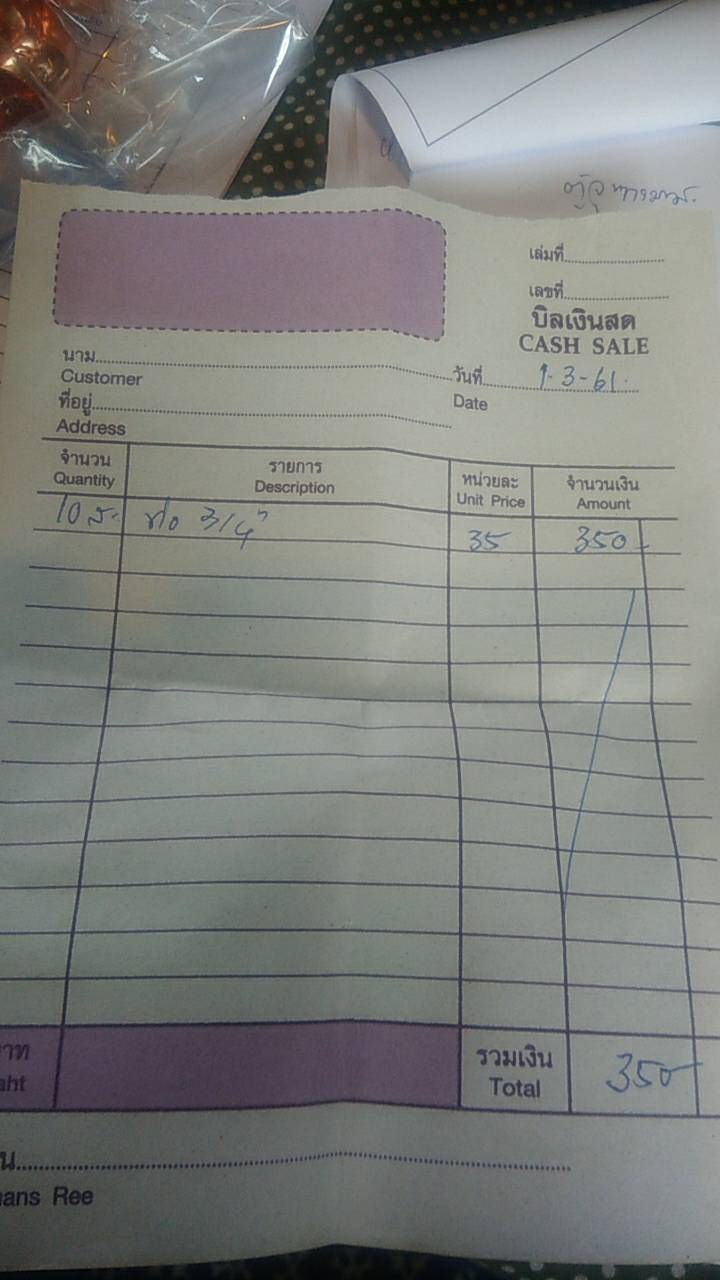 เล่มที่
เลขที่
บิลเงินสด
CASH SALE
นาม
Customer
วันที่ 1-3-61
Date
ที่อยู่
Address
จำนวน รายการ หน่วยละ จำนวนเงิน
Quantity Description Unit Price Amount
10 ส. ท่อ 3/4" 35 350
าท รวมเงิน 350
aht Total
น
nans Ree